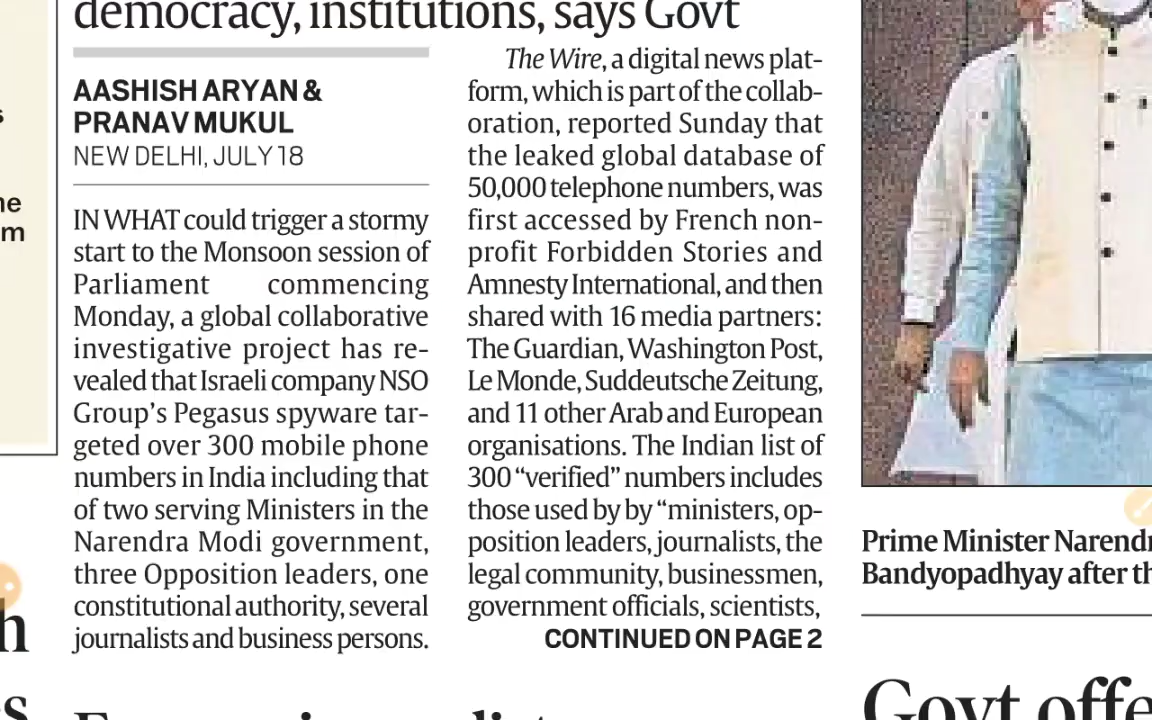 democracy, institutions, says Govt
AASHISH ARYAN &
PRANAV MUKUL
NEW DELHI, JULY 18
IN WHAT could trigger a stormy
start to the Monsoon session of
Parliament commencing
Monday, a global collaborative
investigative project has re-
vealed that Israeli company NSO
Group's Pegasus spyware tar-
geted over 300 mobile phone
numbers in India including that
of two serving Ministers in the
Narendra Modi government,
three Opposition leaders, one
constitutional authority, several
journalists and business persons.
The Wire, a digital news plat-
form, which is part of the collab-
oration, reported Sunday that
the leaked global database of
50,000 telephone numbers, was
first accessed by French non-
profit Forbidden Stories and
Amnesty International, and then
shared with 16 media partners:
The Guardian, Washington Post,
Le Monde, Suddeutsche Zeitung,
and 11 other Arab and European
organisations. The Indian list of
300 “verified” numbers includes
those used by by “ministers, op-
position leaders, journalists, the
legal community, businessmen,
government officials, scientists,
CONTINUED ON PAGE 2
Prime Minister Narendr
Bandyopadhyay after th
Govt offe